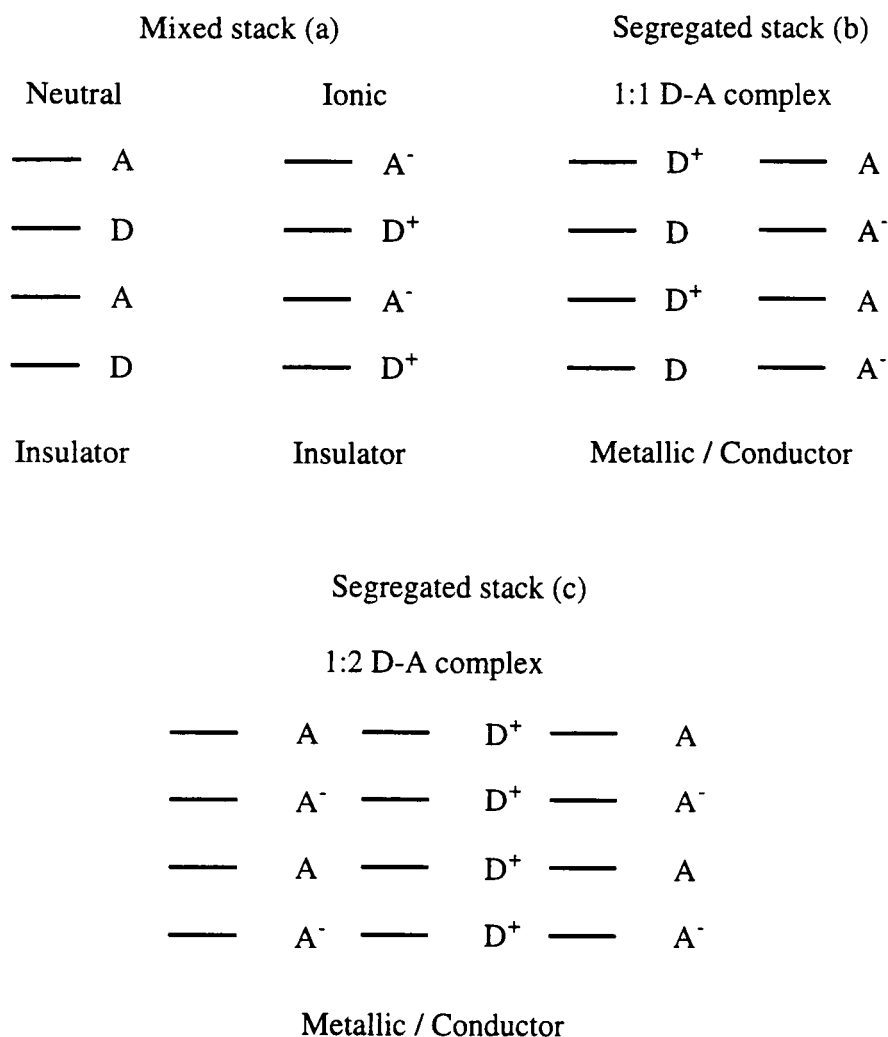 Mixed stack (a) Segregated stack (b)
Neutral Ionic 1:1 D-A complex
A A⁻ D⁺ A
D D⁺ D A⁻
A A⁻ D⁺ A
D D⁺ D A⁻
Insulator Insulator Metallic / Conductor
Segregated stack (c)
1:2 D-A complex
A D⁺ A
A⁻ D⁺ A⁻
A D⁺ A
A⁻ D⁺ A⁻
Metallic / Conductor